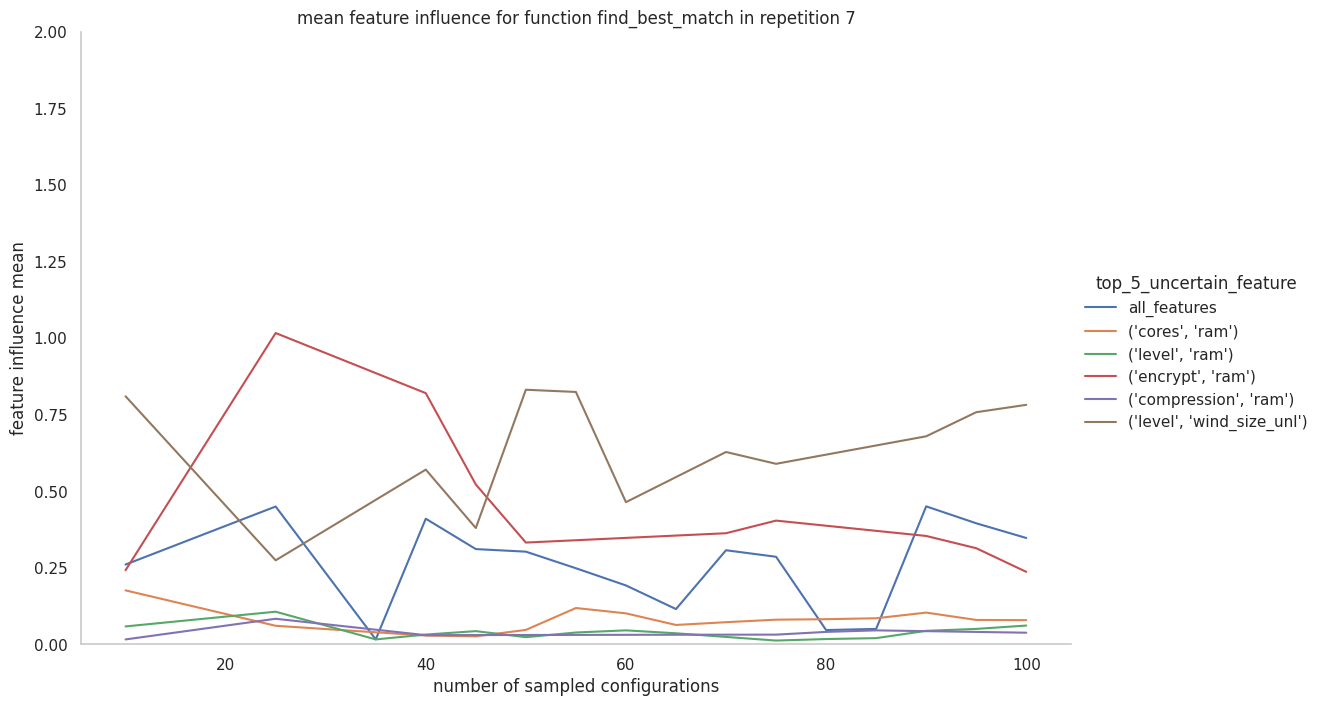 mean feature influence for function find_best_match in repetition 7
2.00
1.75
1.50
1.25
1.00
0.75
0.50
0.25
0.00
feature influence mean
20
40
60
80
100
number of sampled configurations
top_5_uncertain_feature
all_features
('cores', 'ram')
('level', 'ram')
('encrypt', 'ram')
('compression', 'ram')
('level', 'wind_size_unl')